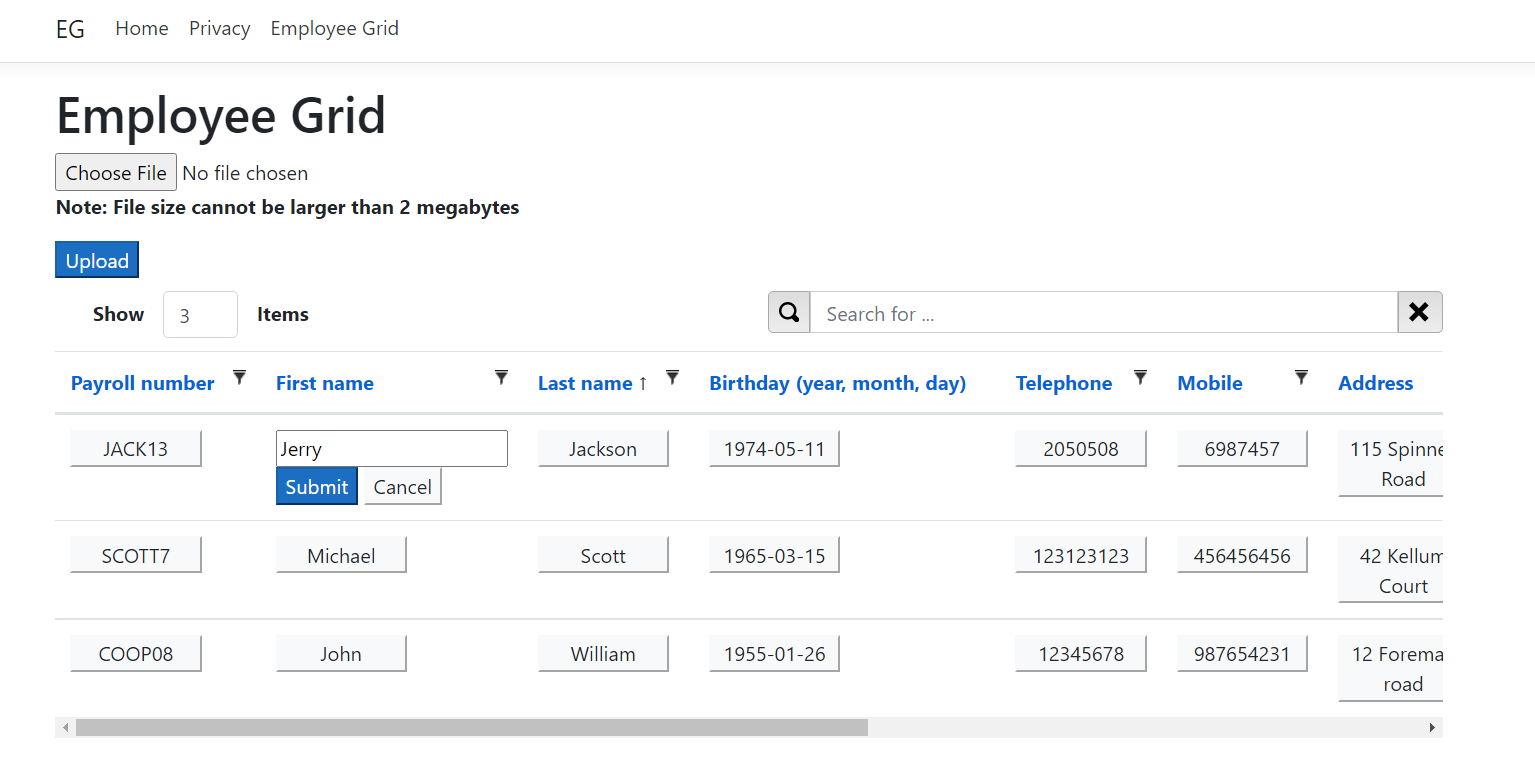 EG Home Privacy Employee Grid
Employee Grid
Choose File No file chosen
Note: File size cannot be larger than 2 megabytes
Upload
Show 3 Items Search for ...
Payroll number First name Last name ↑ Birthday (year, month, day) Telephone Mobile Address
JACK13 Jerry Jackson 1974-05-11 2050508 6987457 115 Spinne
Road
Submit Cancel
SCOTT7 Michael Scott 1965-03-15 123123123 456456456 42 Kellum
Court
COOP08 John William 1955-01-26 12345678 987654231 12 Forema
road